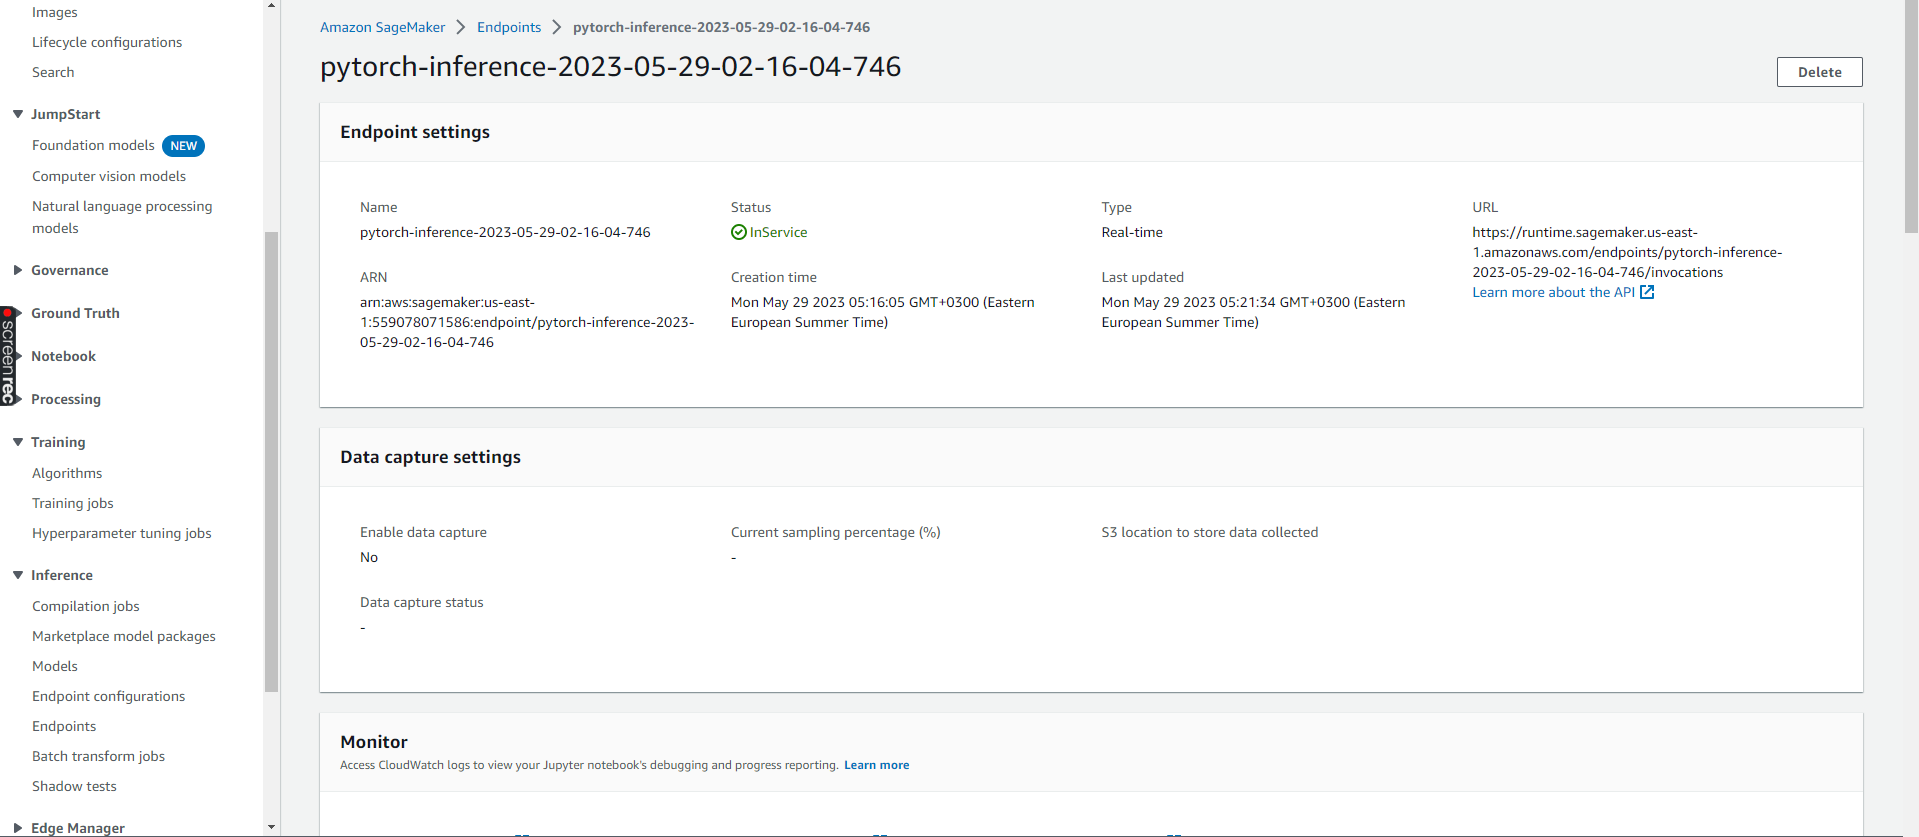 Images
Lifecycle configurations
Search
JumpStart
Foundation models NEW
Computer vision models
Natural language processing
models
Governance
Ground Truth
Notebook
Processing
Training
Algorithms
Training jobs
Hyperparameter tuning jobs
Inference
Compilation jobs
Marketplace model packages
Models
Endpoint configurations
Endpoints
Batch transform jobs
Shadow tests
Edge Manager
screenrec
Amazon SageMaker
Endpoints
pytorch-inference-2023-05-29-02-16-04-746
pytorch-inference-2023-05-29-02-16-04-746
Delete
Endpoint settings
Name
pytorch-inference-2023-05-29-02-16-04-746
Status
InService
Type
Real-time
URL
https://runtime.sagemaker.us-east-
1.amazonaws.com/endpoints/pytorch-inference-
2023-05-29-02-16-04-746/invocations
Learn more about the API
ARN
arn:aws:sagemaker:us-east-
1:559078071586:endpoint/pytorch-inference-2023-
05-29-02-16-04-746
Creation time
Mon May 29 2023 05:16:05 GMT+0300 (Eastern
European Summer Time)
Last updated
Mon May 29 2023 05:21:34 GMT+0300 (Eastern
European Summer Time)
Data capture settings
Enable data capture
No
Current sampling percentage (%)
-
S3 location to store data collected
Data capture status
-
Monitor
Access CloudWatch logs to view your Jupyter notebook's debugging and progress reporting. Learn more